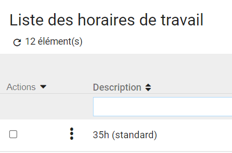 Liste des horaires de travail
12 élément(s)
Actions Description
35h (standard)